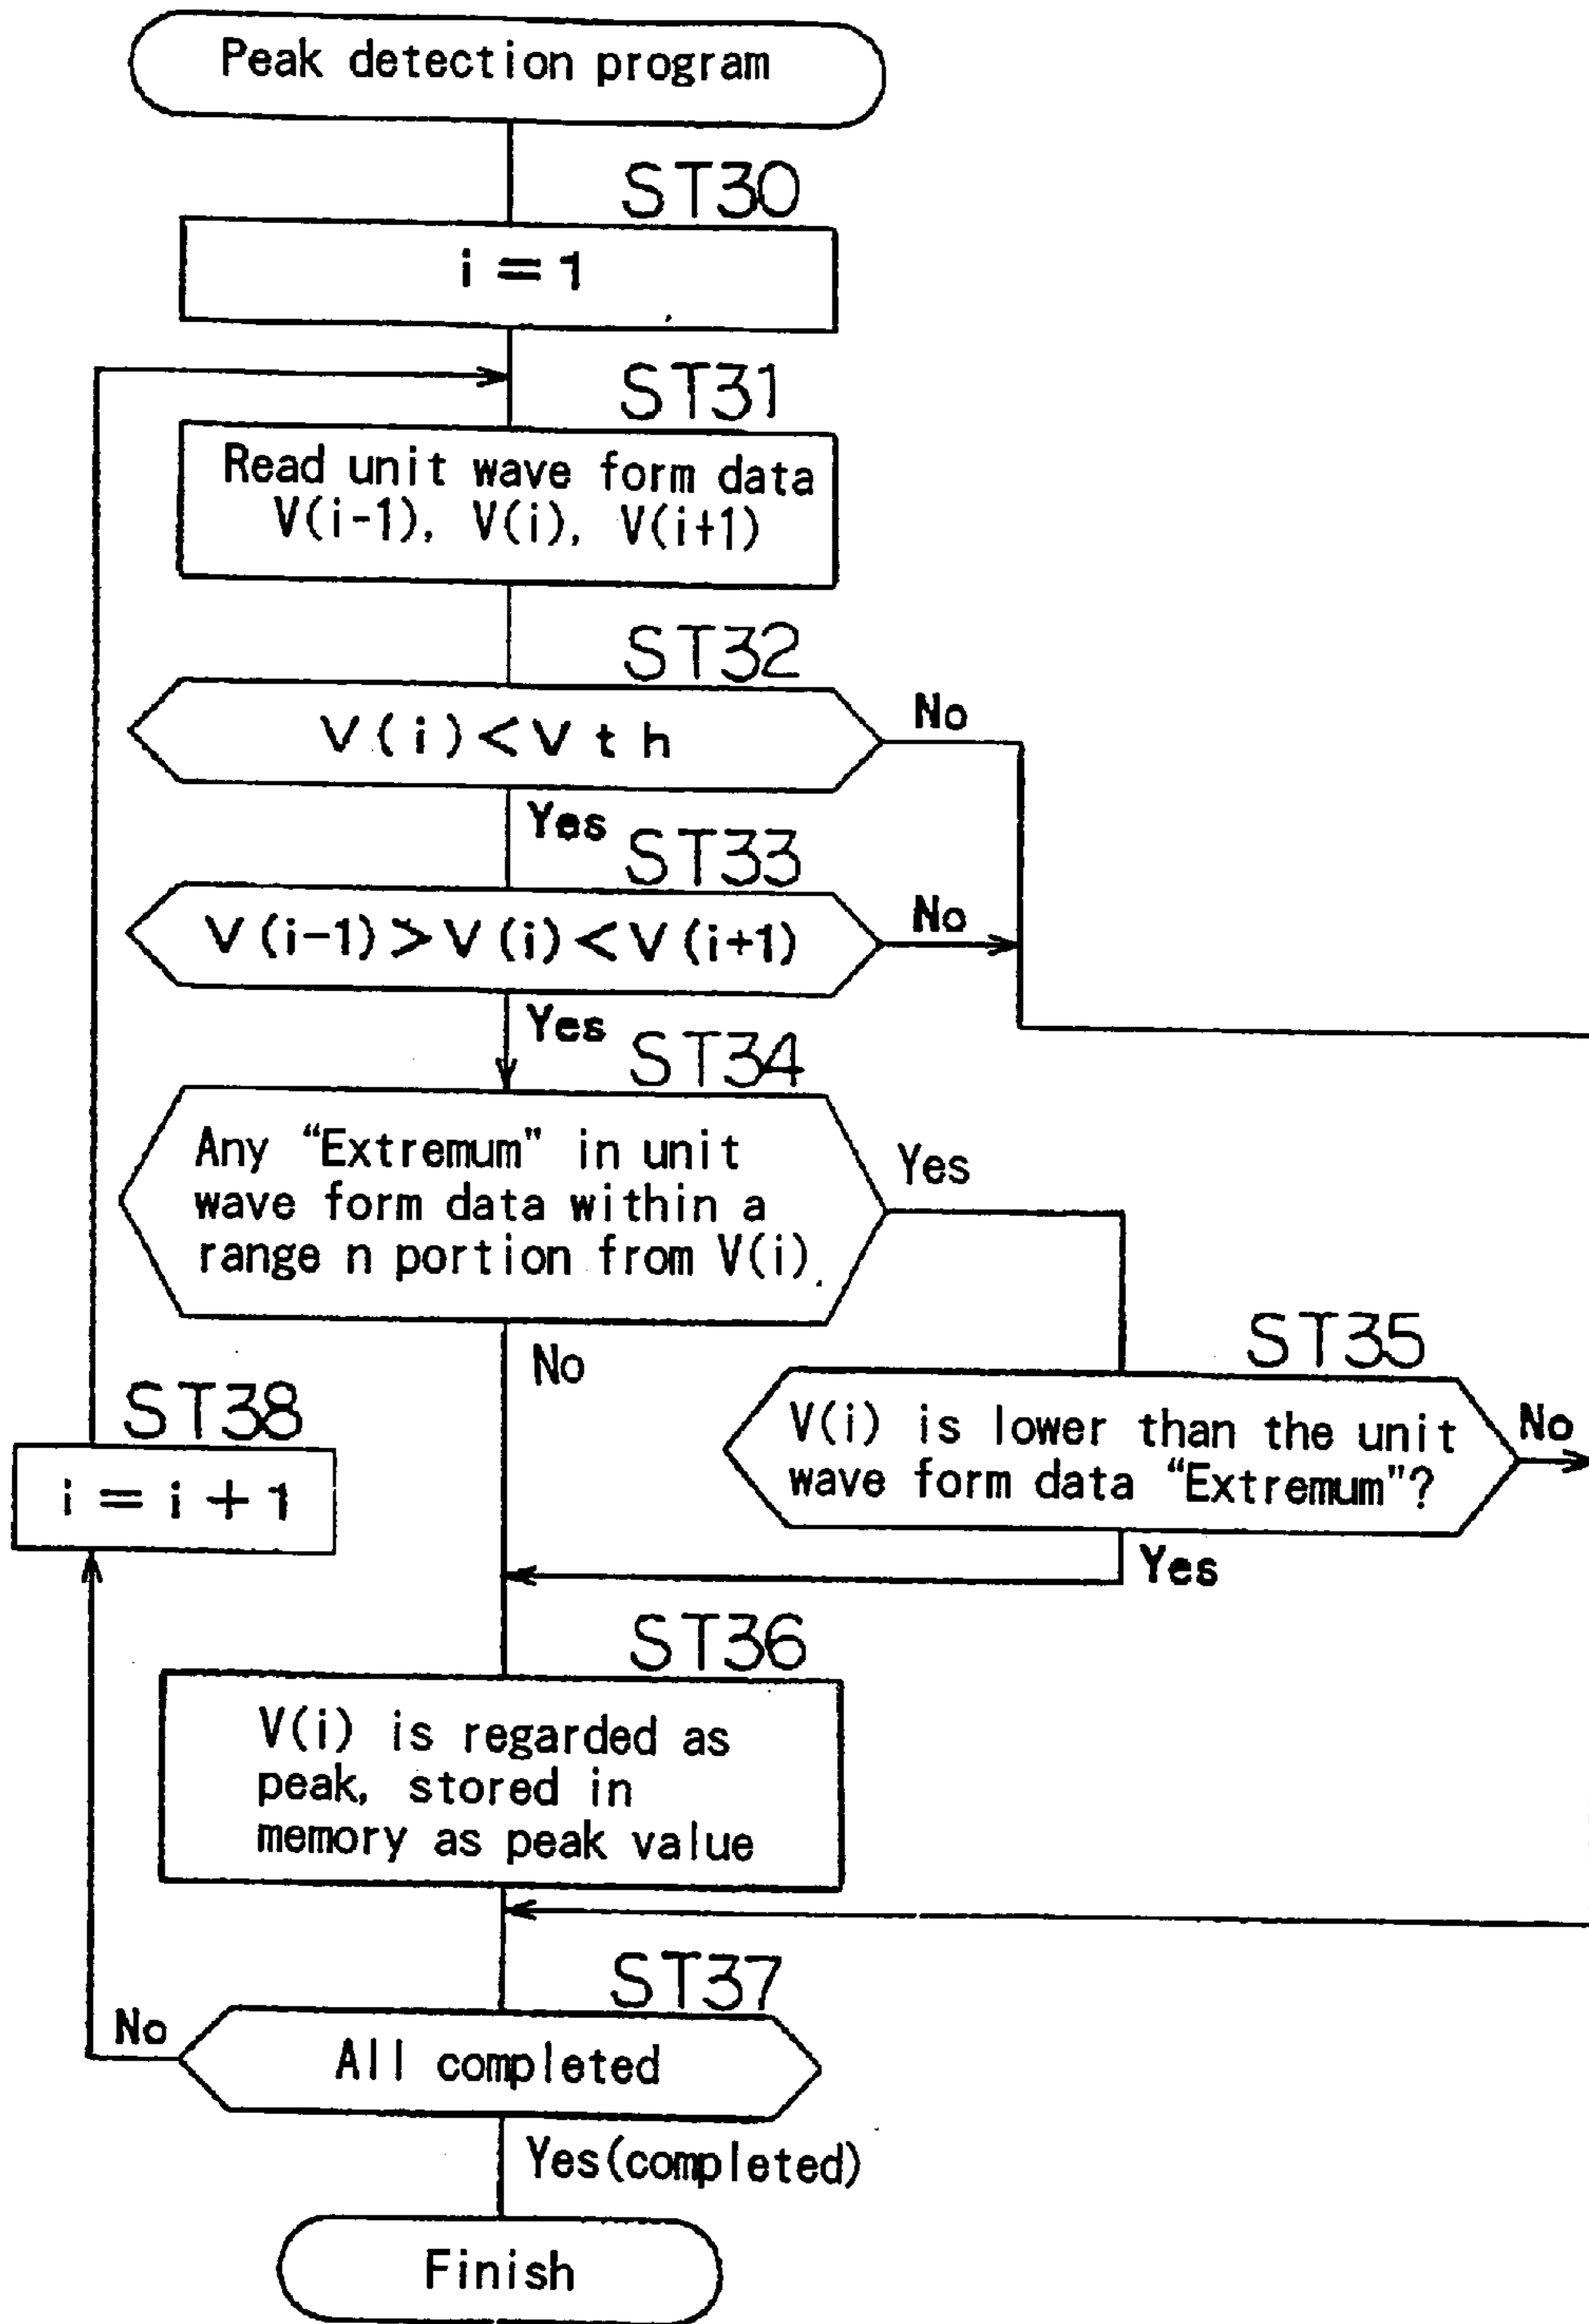 Peak detection program
ST30
i = 1
ST31
Read unit wave form data
V(i-1), V(i), V(i+1)
ST32
V(i) < Vth
No
Yes
ST33
V(i-1) > V(i) < V(i+1)
No
Yes
ST34
Any “Extremum” in unit
wave form data within a
range n portion from V(i).
Yes
No
ST35
V(i) is lower than the unit
wave form data “Extremum”?
No
Yes
ST38
i = i + 1
ST36
V(i) is regarded as
peak, stored in
memory as peak value
ST37
All completed
No
Yes(completed)
Finish